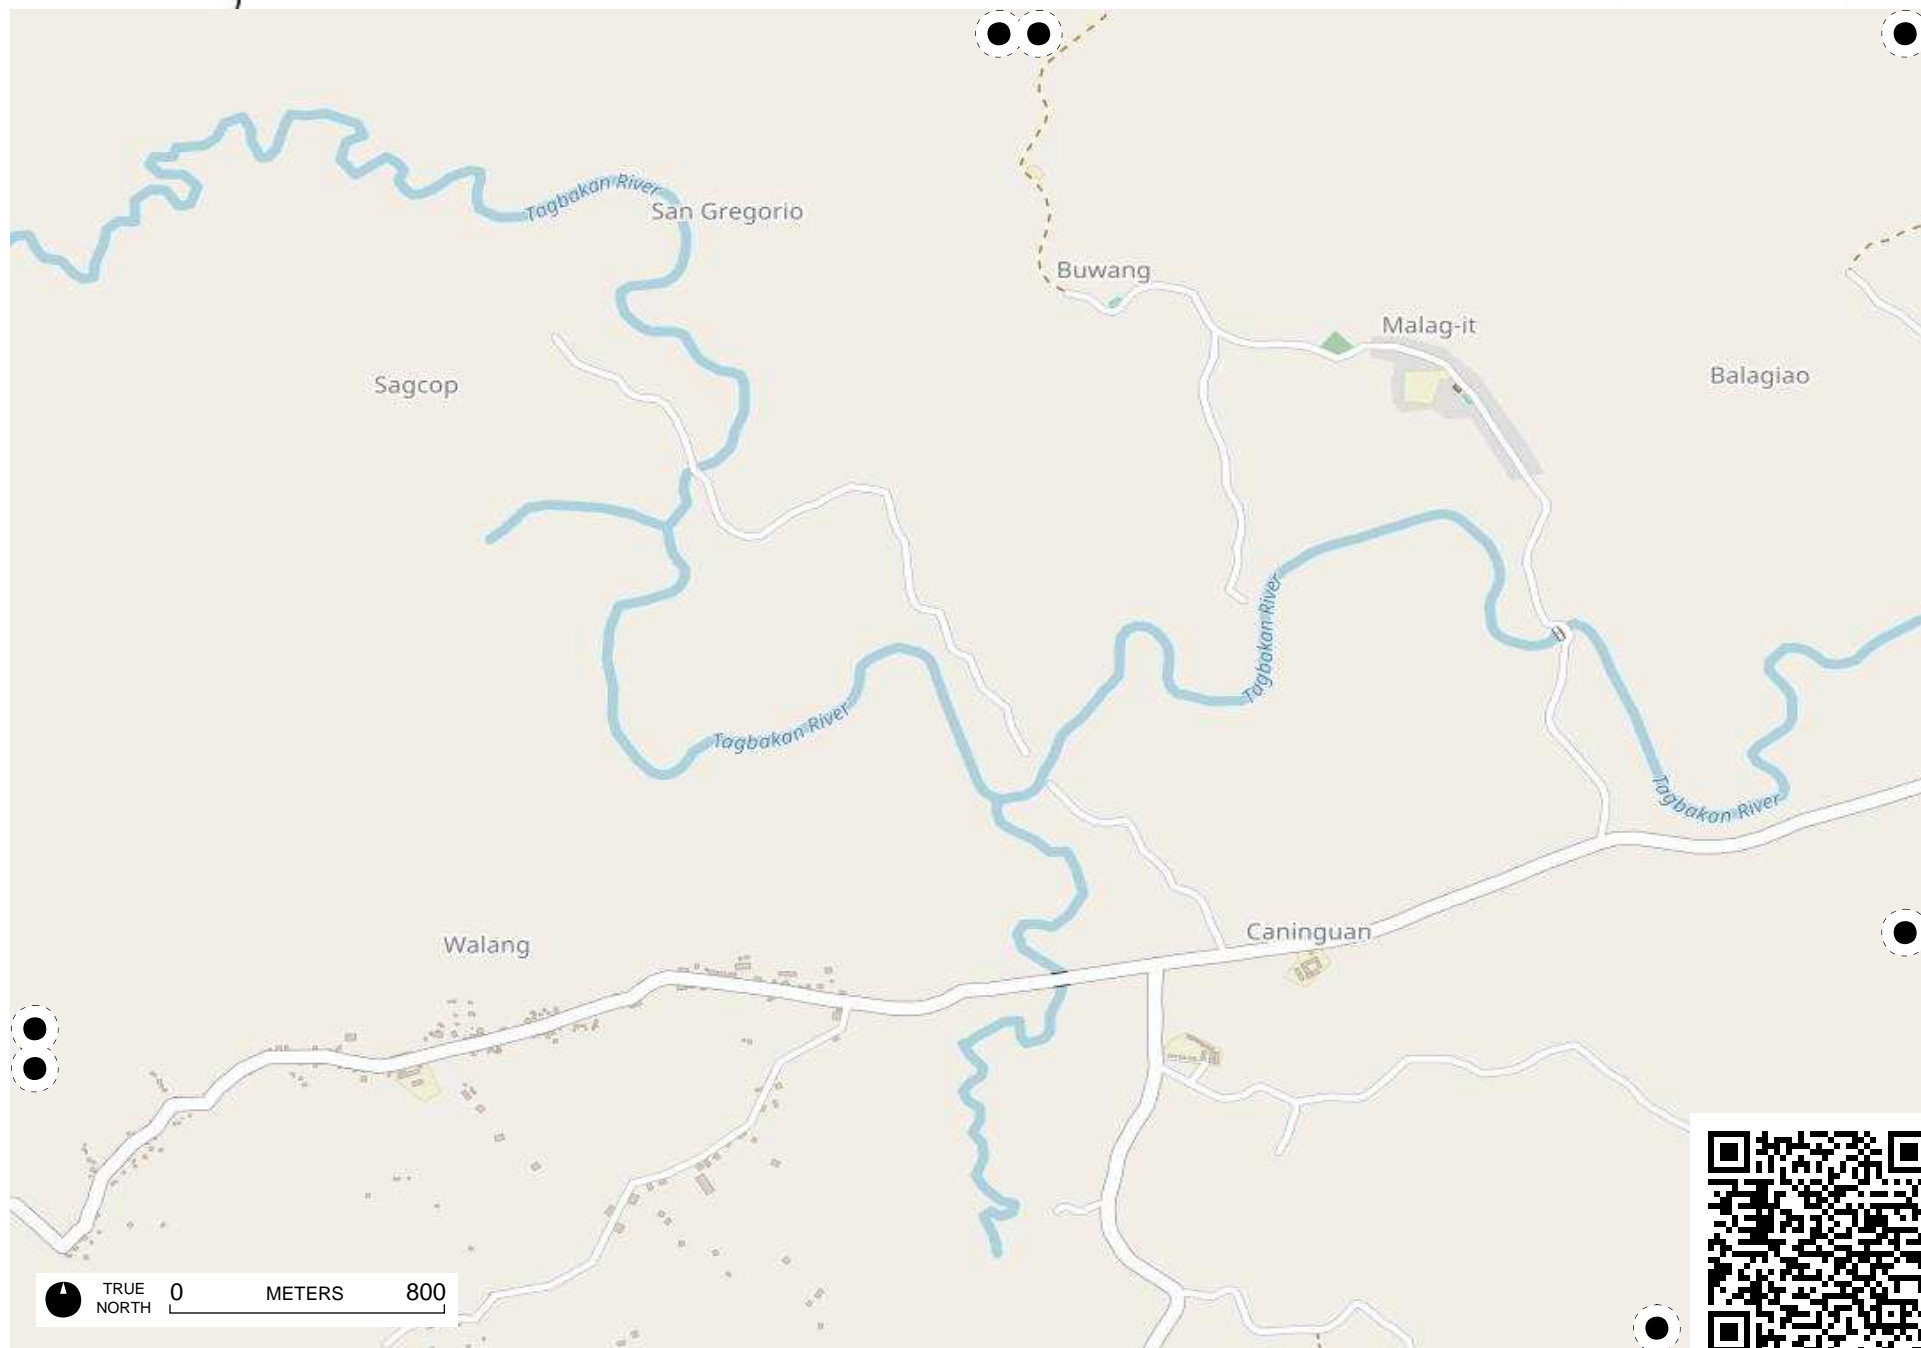 Tagbakan River
San Gregorio
Buwang
Malag-it
Balagiao
Sagcop
Tagbakan River
Tagbakan River
Tagbakan River
Walang
Caninguan
TRUE
NORTH
0 METERS 800